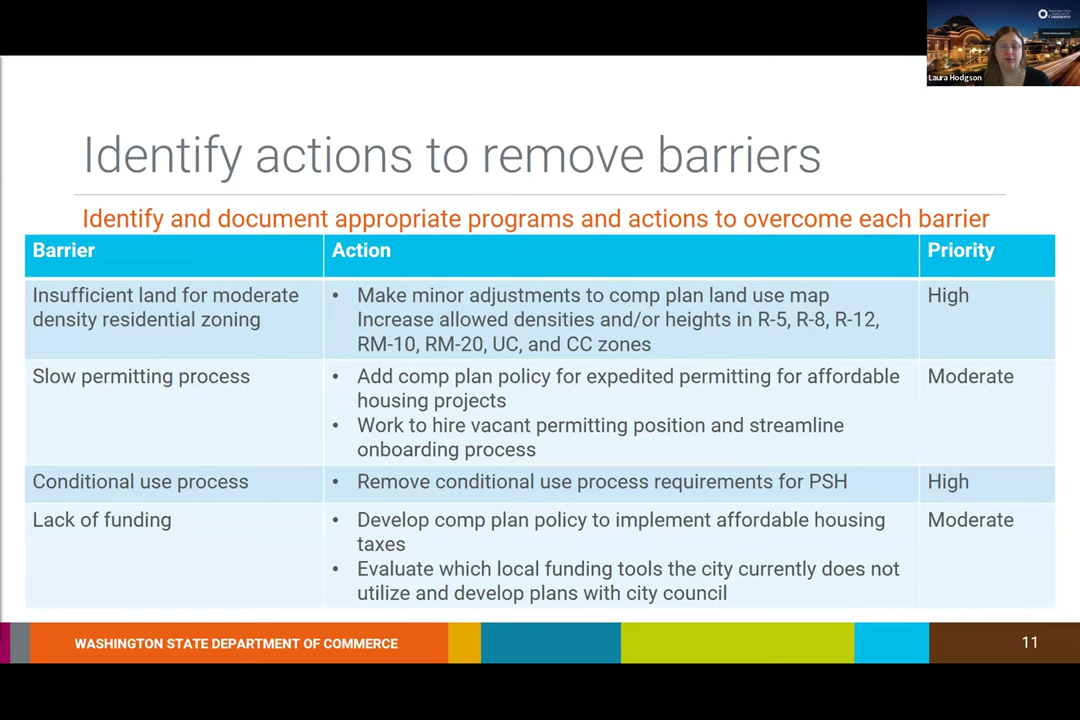 Commerce
Laura Hodgson
Identify actions to remove barriers
Identify and document appropriate programs and actions to overcome each barrier
Barrier
Action
Priority
Insufficient land for moderate
density residential zoning
• Make minor adjustments to comp plan land use map
Increase allowed densities and/or heights in R-5, R-8, R-12,
RM-10, RM-20, UC, and CC zones
High
Slow permitting process
• Add comp plan policy for expedited permitting for affordable
housing projects
• Work to hire vacant permitting position and streamline
onboarding process
Moderate
Conditional use process
• Remove conditional use process requirements for PSH
High
Lack of funding
• Develop comp plan policy to implement affordable housing
taxes
• Evaluate which local funding tools the city currently does not
utilize and develop plans with city council
Moderate
WASHINGTON STATE DEPARTMENT OF COMMERCE
11